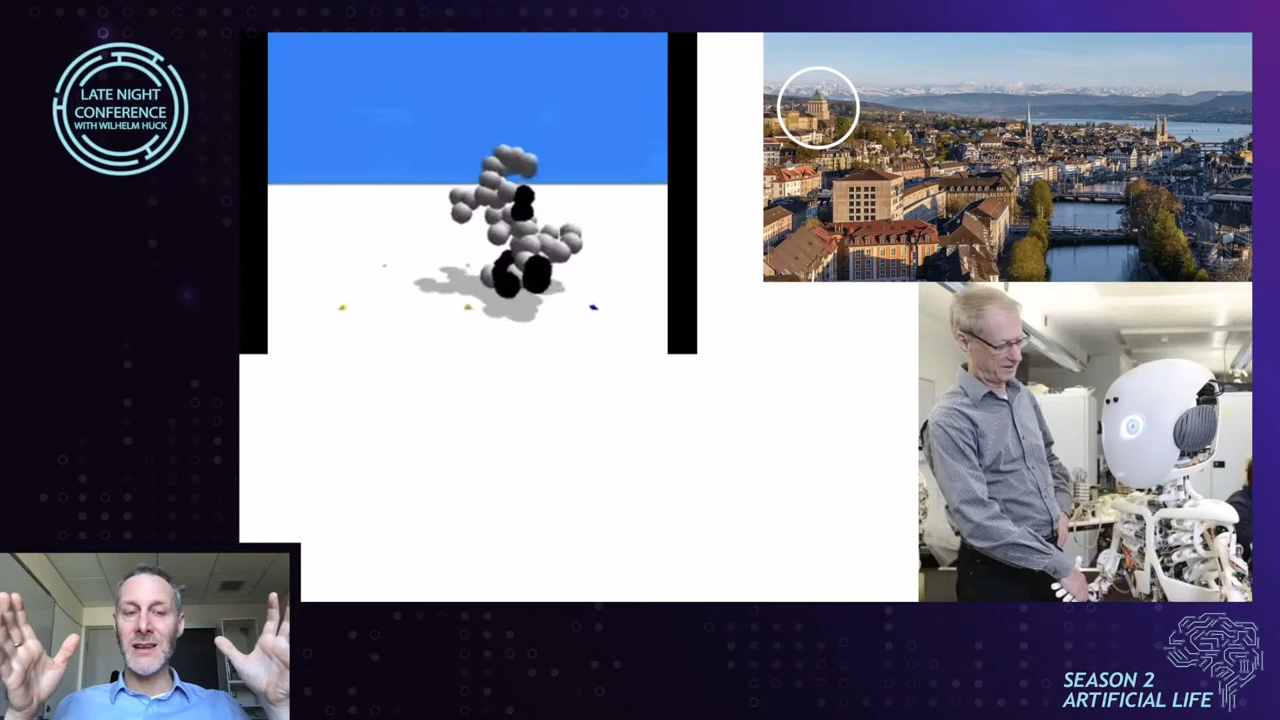 LATE NIGHT
CONFERENCE
WITH WILHELM HUCK
SEASON 2
ARTIFICIAL LIFE